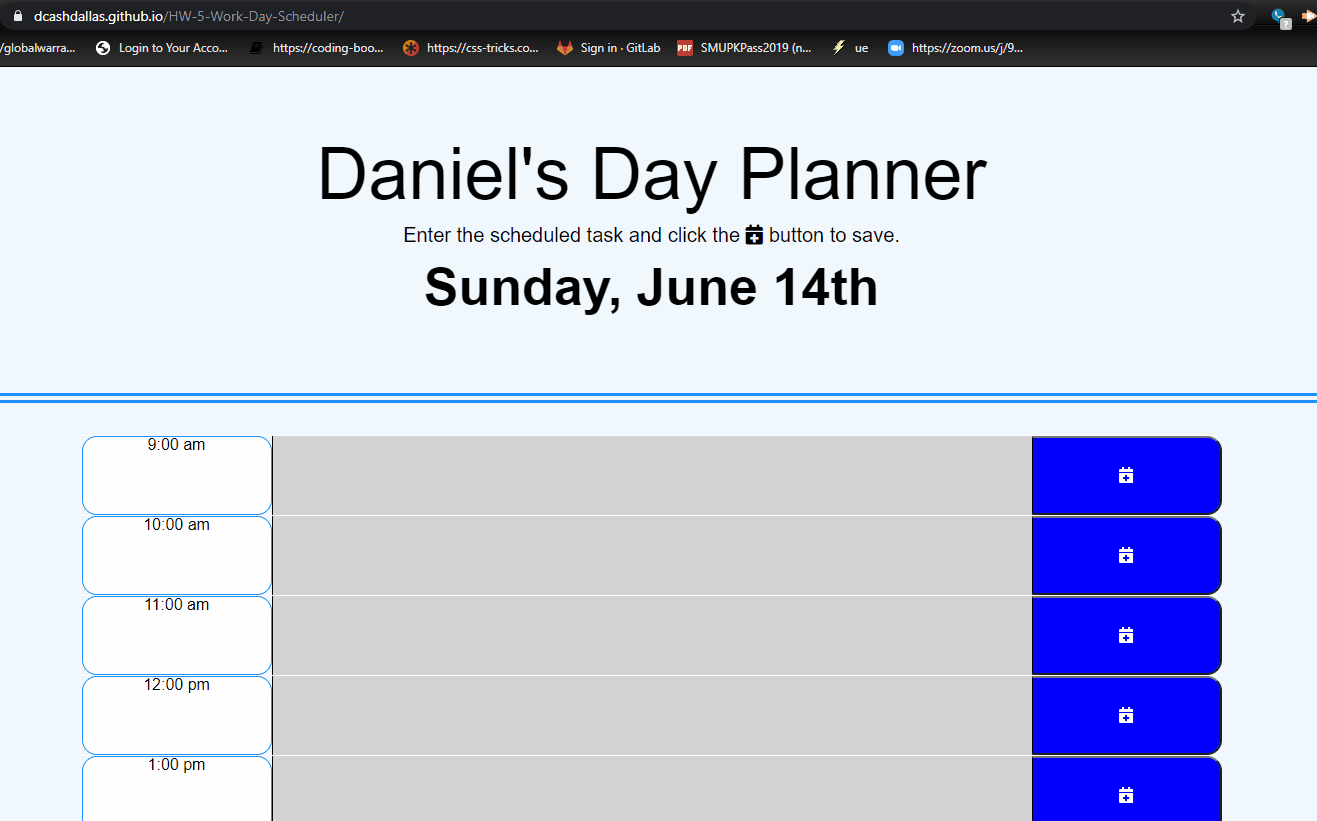 dcashdallas.github.io/HW-5-Work-Day-Scheduler/
/globalwarra... Login to Your Acco... https://coding-boo... https://css-tricks.co... Sign in · GitLab PDF SMUPKPass2019 (n... ue https://zoom.us/j/9...
Daniel's Day Planner
Enter the scheduled task and click the button to save.
Sunday, June 14th
9:00 am
10:00 am
11:00 am
12:00 pm
1:00 pm